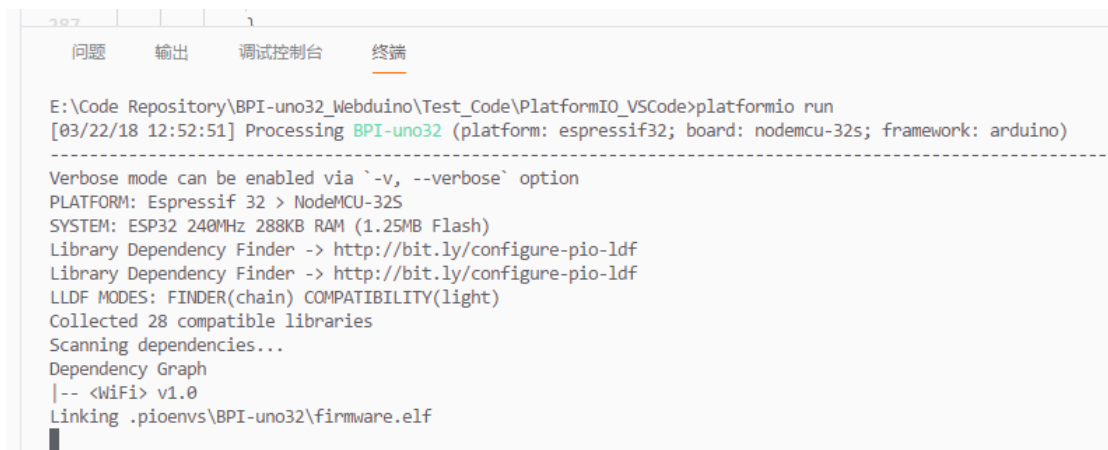 287 }
问题 输出 调试控制台 终端
E:\Code Repository\BPI-uno32_Webduino\Test_Code\PlatformIO_VSCode>platformio run
[03/22/18 12:52:51] Processing BPI-uno32 (platform: espressif32; board: nodemcu-32s; framework: arduino)
--------------------------------------------------------------------------------------------------------
Verbose mode can be enabled via `-v, --verbose` option
PLATFORM: Espressif 32 > NodeMCU-32S
SYSTEM: ESP32 240MHz 288KB RAM (1.25MB Flash)
Library Dependency Finder -> http://bit.ly/configure-pio-ldf
Library Dependency Finder -> http://bit.ly/configure-pio-ldf
LLDF MODES: FINDER(chain) COMPATIBILITY(light)
Collected 28 compatible libraries
Scanning dependencies...
Dependency Graph
|-- <WiFi> v1.0
Linking .pioenvs\BPI-uno32\firmware.elf